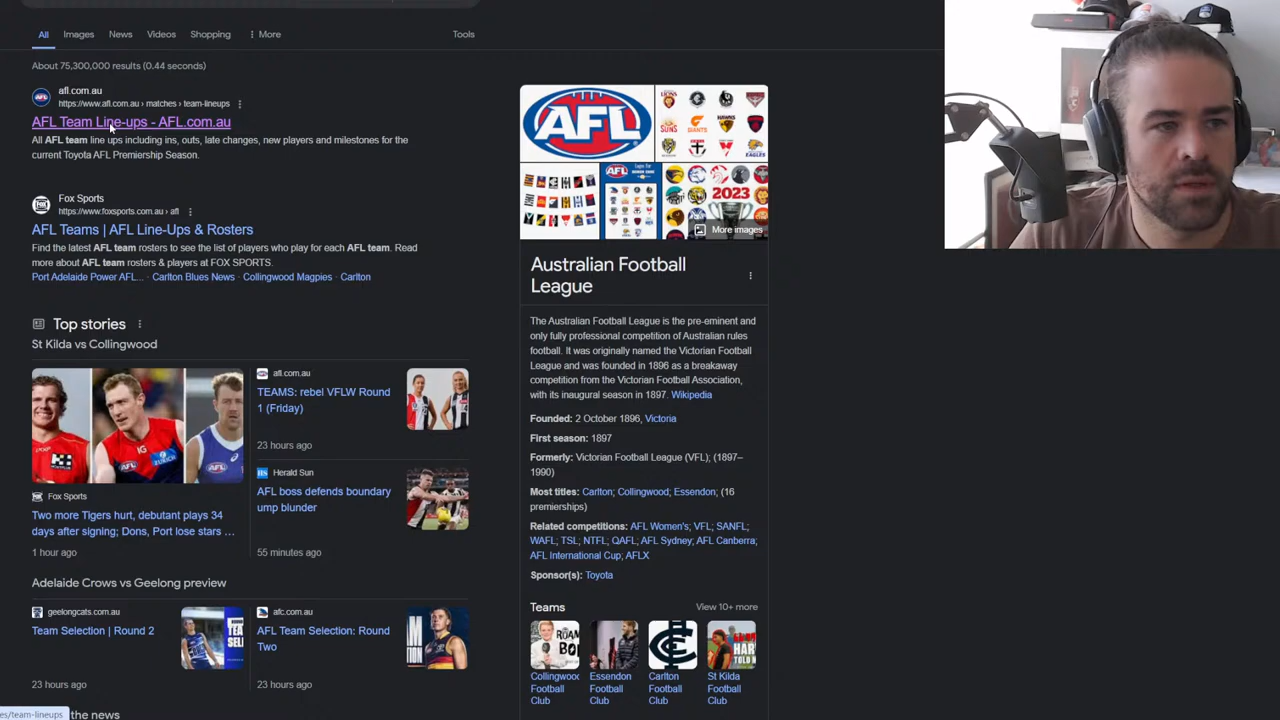 All Images News Videos Shopping More Tools
About 75,300,000 results (0.44 seconds)
afl.com.au
https://www.afl.com.au › matches › team-lineups
AFL Team Line-ups - AFL.com.au
All AFL team line ups including ins, outs, late changes, new players and milestones for the
current Toyota AFL Premiership Season.
Fox Sports
https://www.foxsports.com.au › afl
AFL Teams | AFL Line-Ups & Rosters
Find the latest AFL team rosters to see the list of players who play for each AFL team. Read
more about AFL team rosters & players at FOX SPORTS.
Port Adelaide Power AFL... · Carlton Blues News · Collingwood Magpies · Carlton
Top stories
St Kilda vs Collingwood
Fox Sports
Two more Tigers hurt, debutant plays 34
days after signing; Dons, Port lose stars ...
1 hour ago
afl.com.au
TEAMS: rebel VFLW Round
1 (Friday)
23 hours ago
Herald Sun
AFL boss defends boundary
ump blunder
55 minutes ago
Adelaide Crows vs Geelong preview
geelongcats.com.au
Team Selection | Round 2
23 hours ago
afc.com.au
AFL Team Selection: Round
Two
23 hours ago
es/team-lineups
the news
AFL
SUNS
GIANTS
EAGLES
AFL
2023
More images
Australian Football
League
The Australian Football League is the pre-eminent and
only fully professional competition of Australian rules
football. It was originally named the Victorian Football
League and was founded in 1896 as a breakaway
competition from the Victorian Football Association,
with its inaugural season in 1897. Wikipedia
Founded: 2 October 1896, Victoria
First season: 1897
Formerly: Victorian Football League (VFL); (1897–
1990)
Most titles: Carlton; Collingwood; Essendon; (16
premierships)
Related competitions: AFL Women's; VFL; SANFL;
WAFL; TSL; NTFL; QAFL; AFL Sydney; AFL Canberra;
AFL International Cup; AFLX
Sponsor(s): Toyota
Teams
View 10+ more
Collingwood
Football
Club
Essendon
Football
Club
Carlton
Football
Club
St Kilda
Football
Club